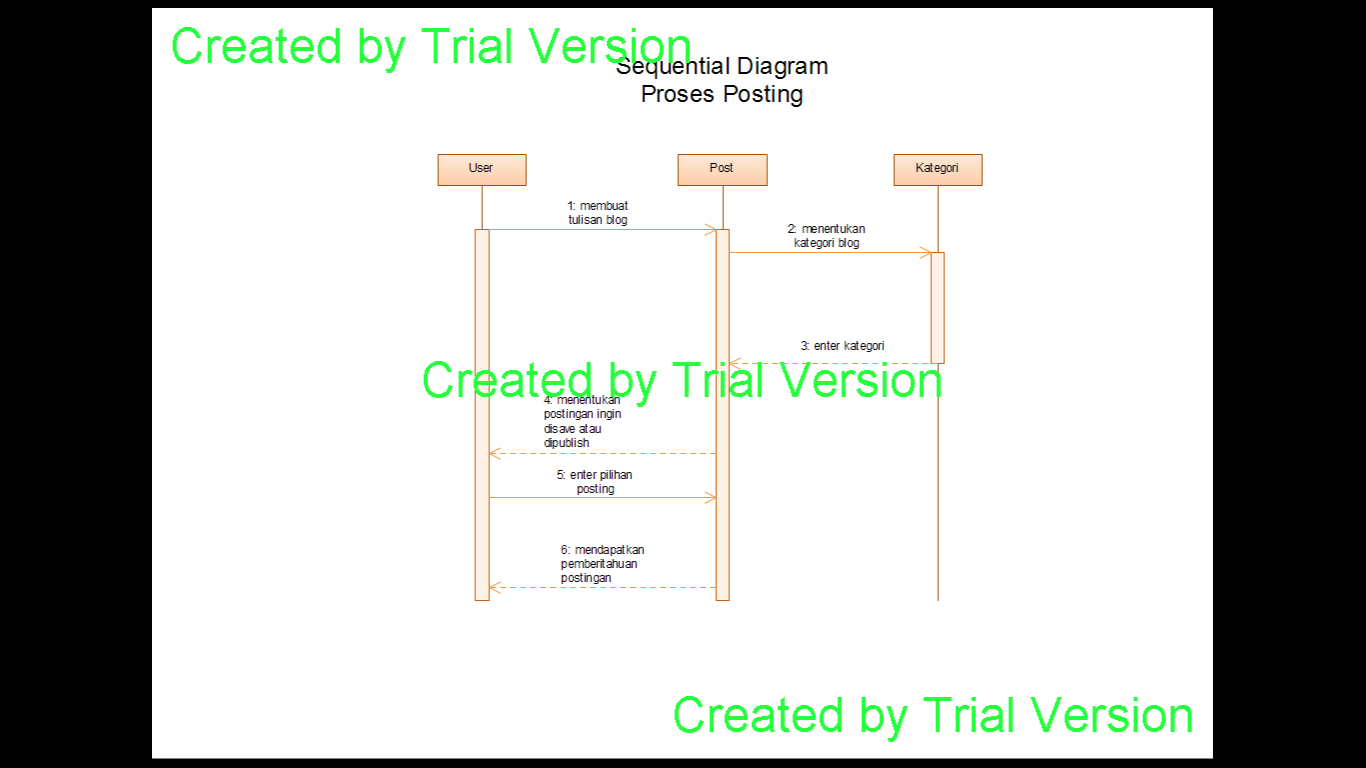 Created by Trial Version
Sequential Diagram
Proses Posting
User
Post
Kategori
1: membuat
tulisan blog
2: menentukan
kategori blog
3: enter kategori
Created by Trial Version
4: menentukan
postingan ingin
disave atau
dipublish
5: enter pilihan
posting
6: mendapatkan
pemberitahuan
postingan
Created by Trial Version